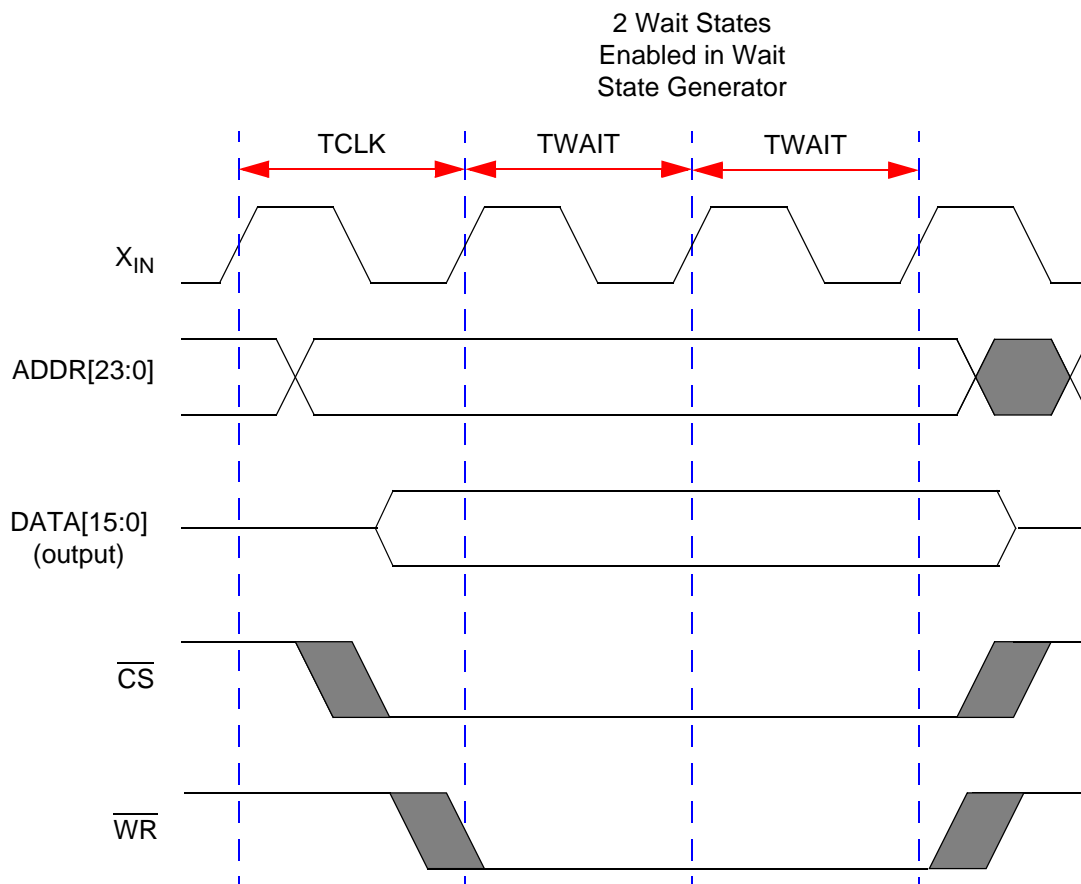 2 Wait States
Enabled in Wait
State Generator
TCLK
TWAIT
TWAIT
XIN
ADDR[23:0]
DATA[15:0]
(output)
CS
WR